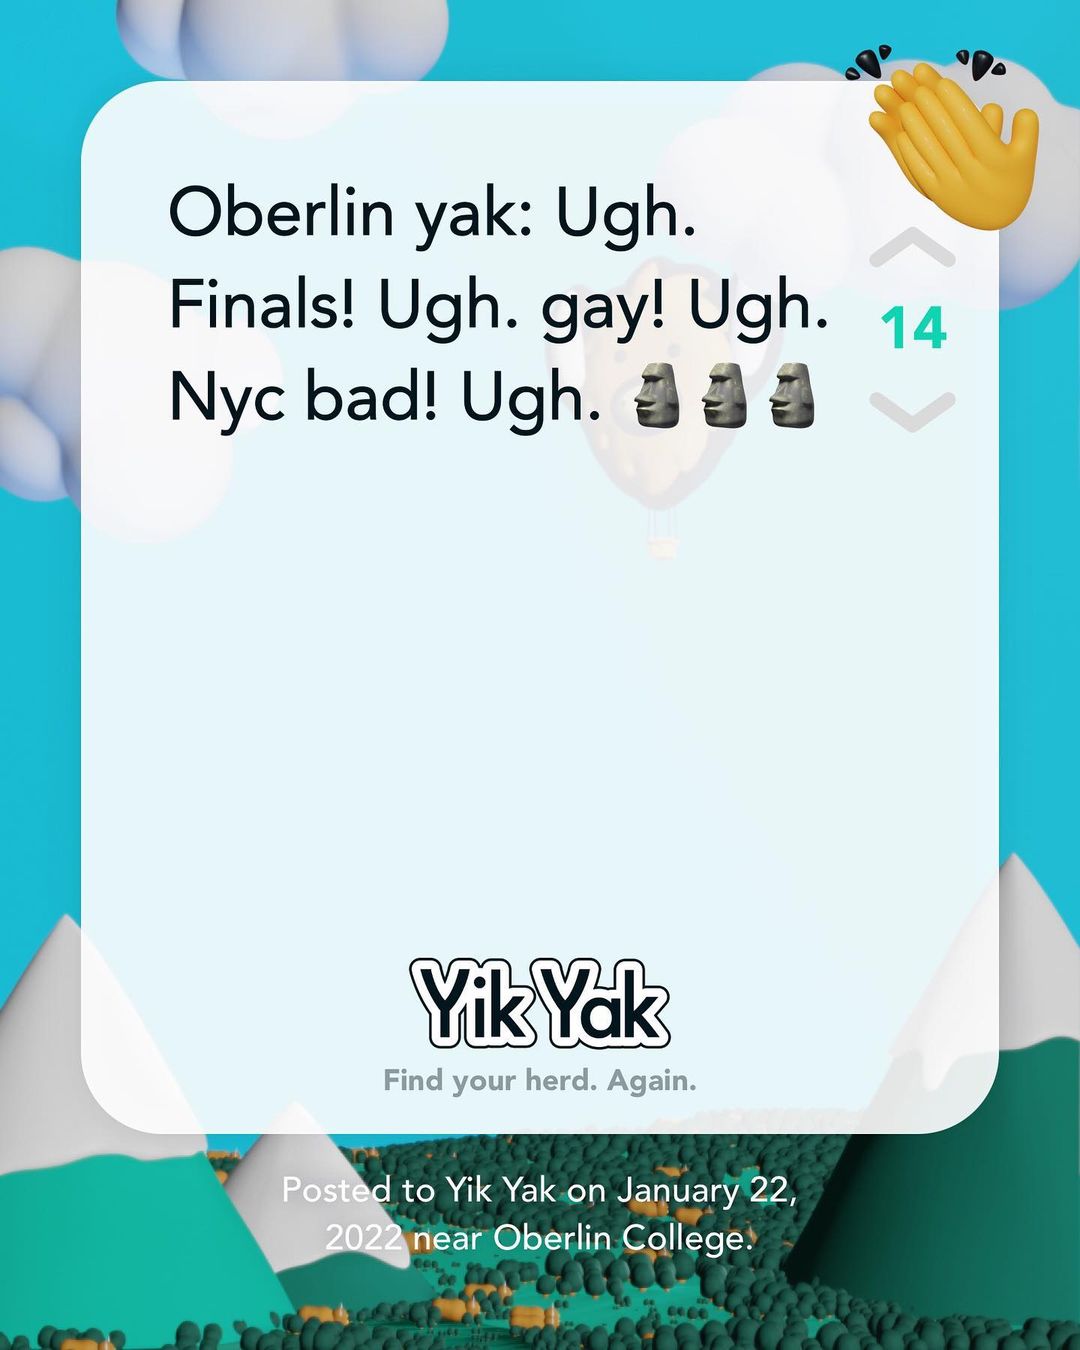 Oberlin yak: Ugh.
Finals! Ugh. gay! Ugh.
Nyc bad! Ugh. 🗿🗿🗿
14
Yik Yak
Find your herd. Again.
Posted to Yik Yak on January 22,
2022 near Oberlin College.